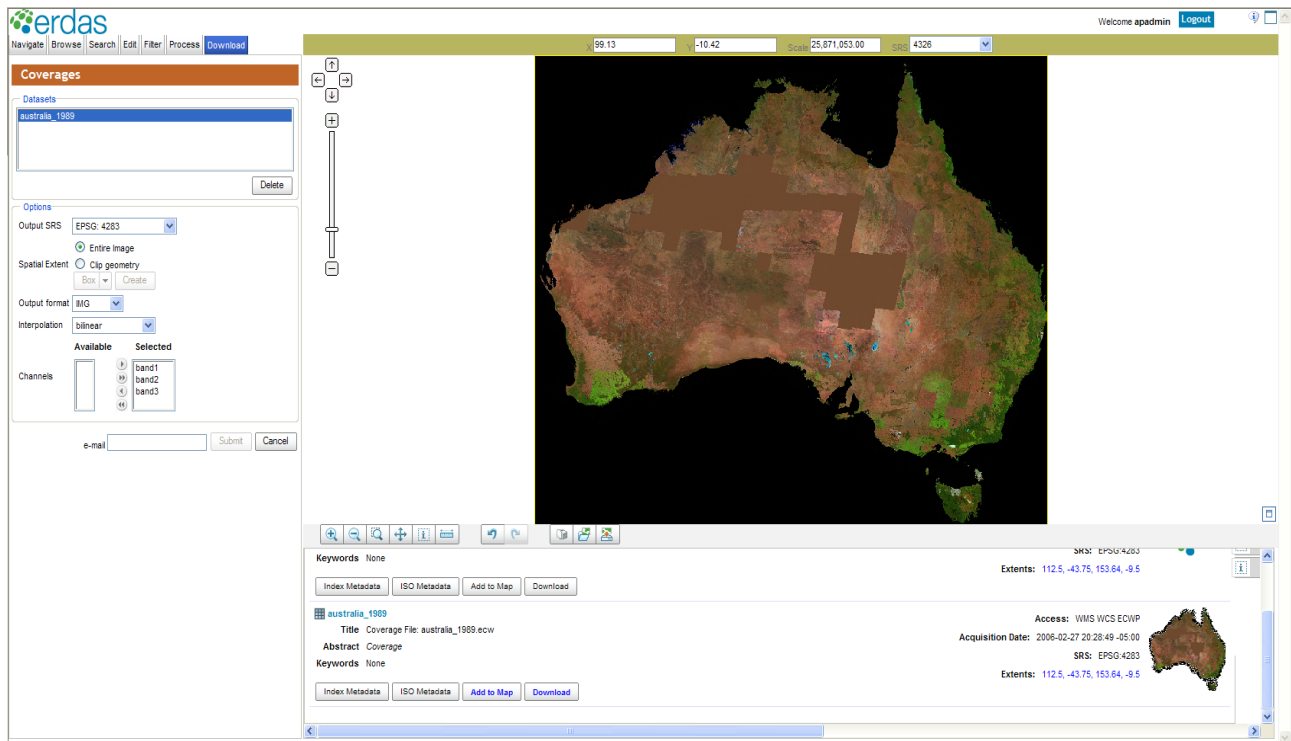 erdas
Welcome apadmin Logout
Navigate Browse Search Edit Filter Process Download
X 99.13 Y -10.42 Scale 25,871,053.00 SRS 4326
Coverages
Datasets
australia_1989
Delete
Options
Output SRS EPSG: 4283
Entire Image
Spatial Extent Clip geometry
Box Create
Output format IMG
Interpolation bilinear
Available Selected
Channels
band1
band2
band3
e-mail Submit Cancel
Keywords None
SRS: EPSG:4283
Extents: 112.5, -43.75, 153.64, -9.5
Index Metadata ISO Metadata Add to Map Download
australia_1989
Access: WMS WCS ECWP
Title Coverage File: australia_1989.ecw
Acquisition Date: 2006-02-27 20:28:49 -05:00
Abstract Coverage
SRS: EPSG:4283
Keywords None
Extents: 112.5, -43.75, 153.64, -9.5
Index Metadata ISO Metadata Add to Map Download